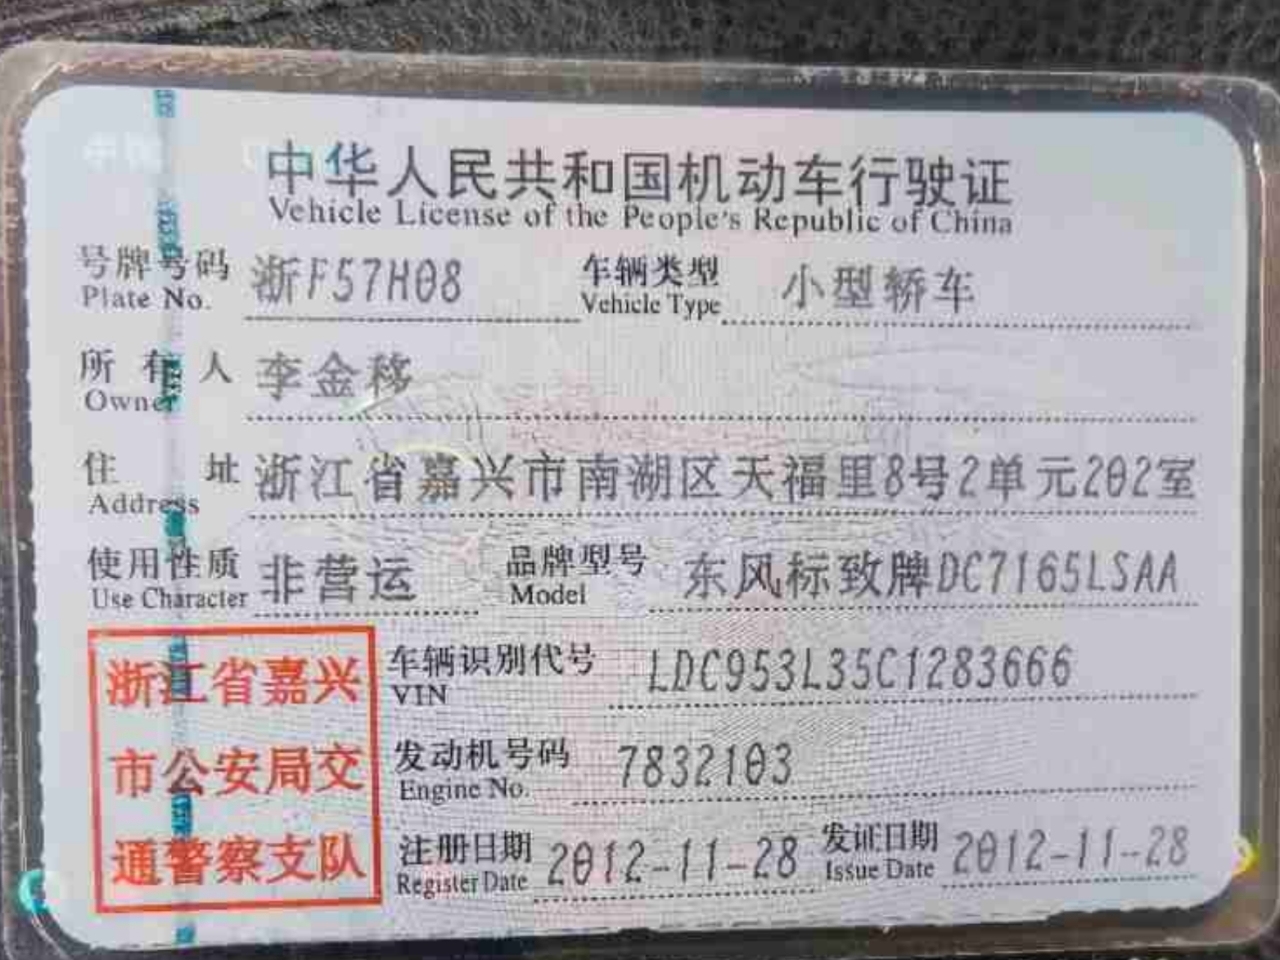 中华人民共和国机动车行驶证
Vehicle License of the People's Republic of China
号牌号码 浙F57H08 车辆类型 小型轿车
Plate No. Vehicle Type
所有人 李金移
Owner
住址 浙江省嘉兴市南湖区天福里8号2单元202室
Address
使用性质 非营运 品牌型号 东风标致牌DC7165LSAA
Use Character Model
浙江省嘉兴
市公安局交
通警察支队
车辆识别代号 LDC953L35C1283666
VIN
发动机号码 7832103
Engine No.
注册日期 2012-11-28 发证日期 2012-11-28
Register Date Issue Date